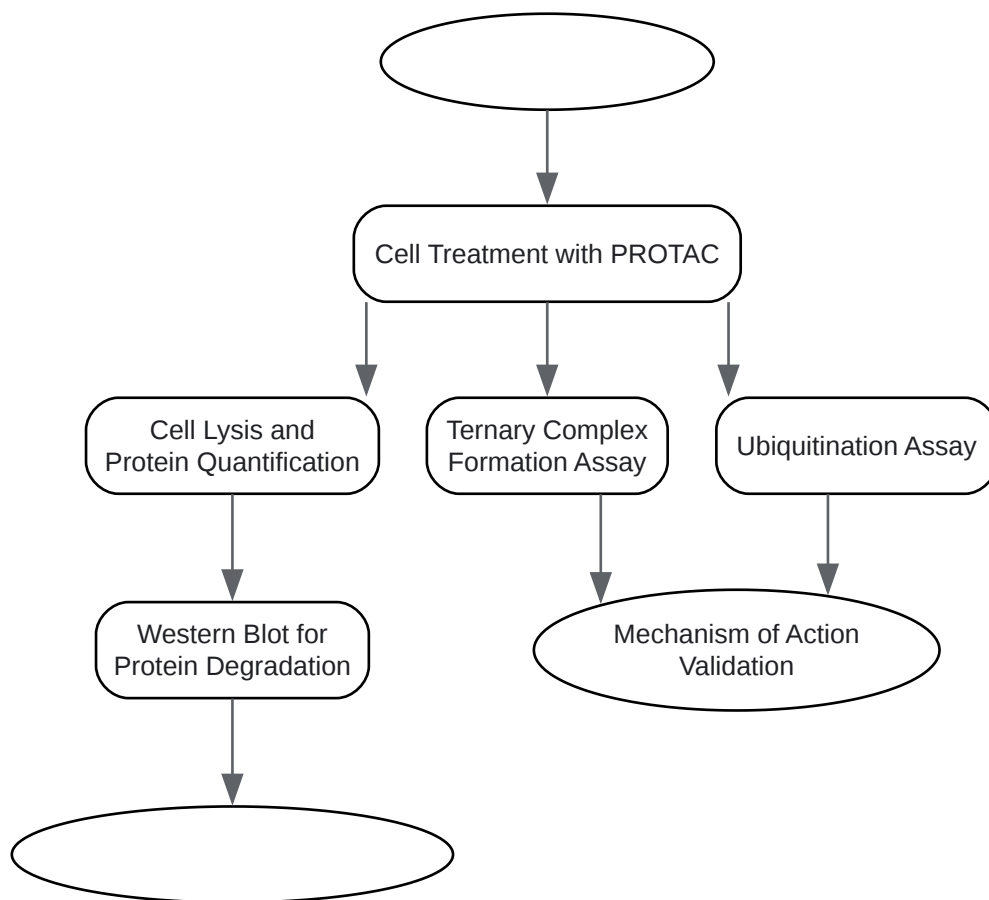 Cell Treatment with PROTAC
Cell Lysis and
Protein Quantification
Ternary Complex
Formation Assay
Ubiquitination Assay
Western Blot for
Protein Degradation
Mechanism of Action
Validation